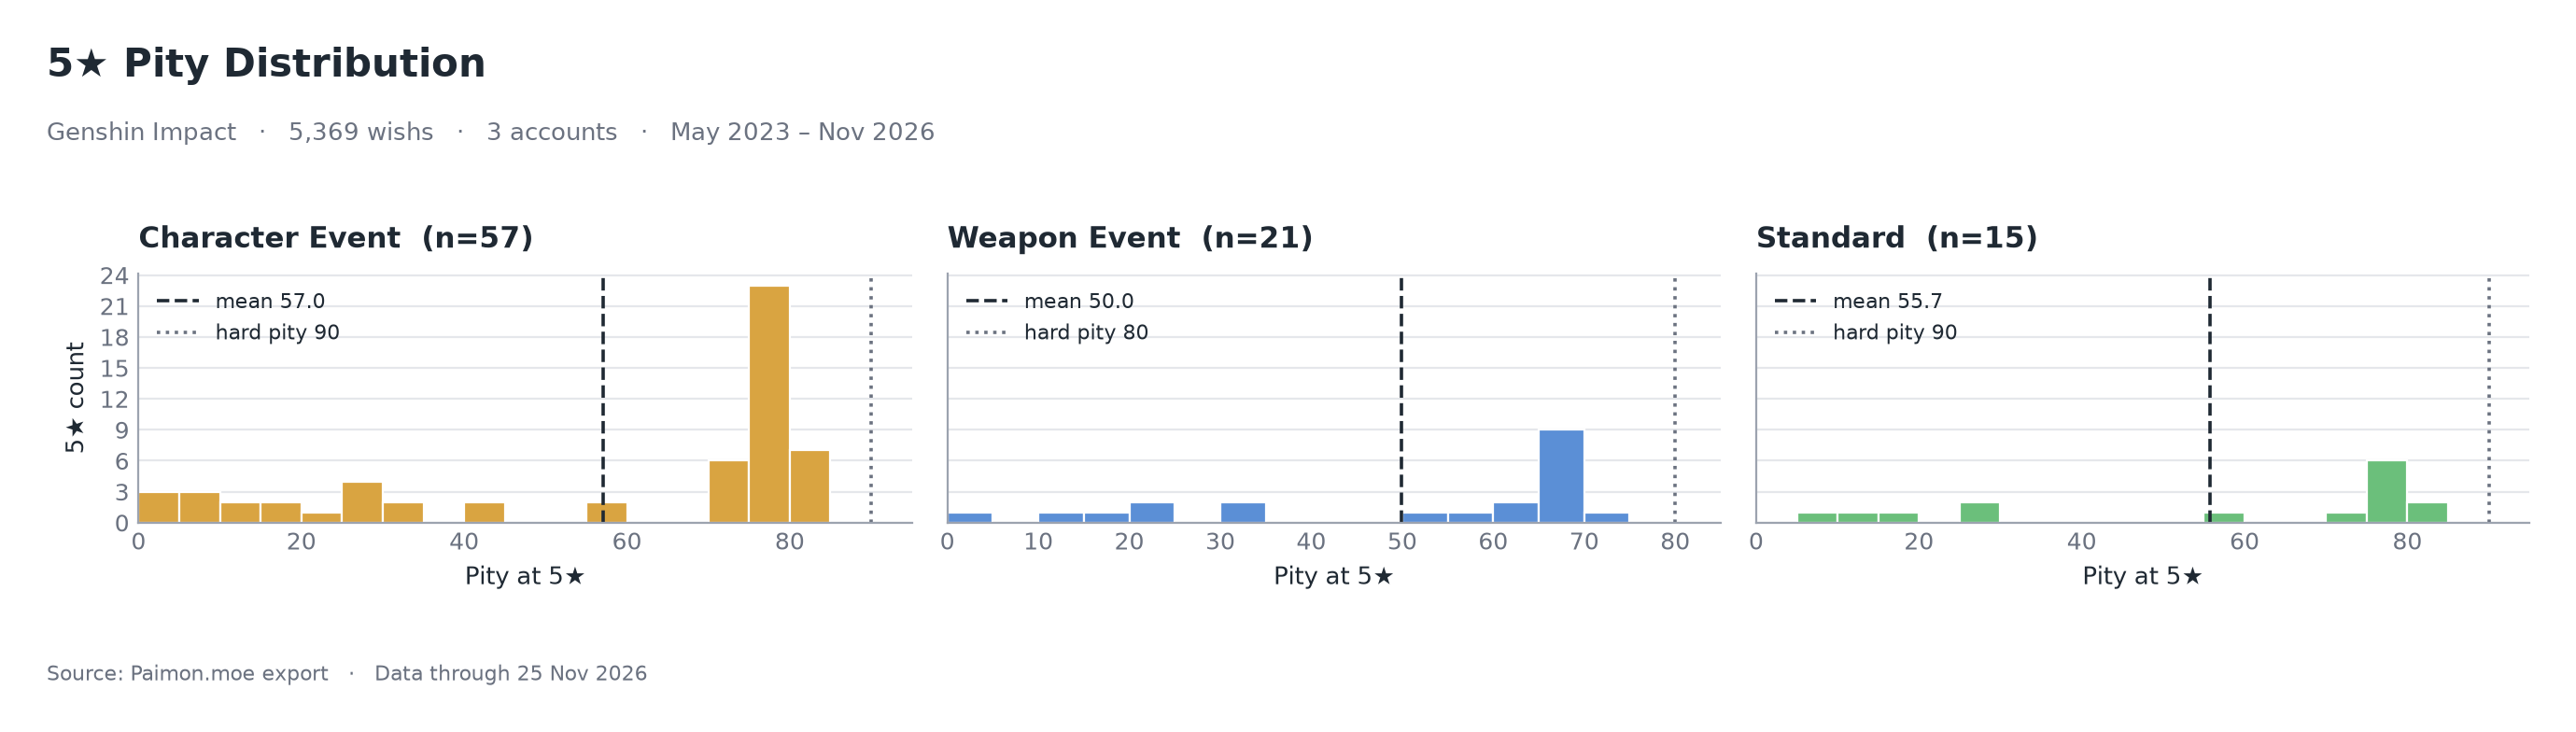 5★ Pity Distribution
Genshin Impact · 5,369 wishs · 3 accounts · May 2023 – Nov 2026
Character Event (n=57)
24
21
18
15
12
9
6
3
0
5★ count
mean 57.0
hard pity 90
0 20 40 60 80
Pity at 5★
Weapon Event (n=21)
mean 50.0
hard pity 80
0 10 20 30 40 50 60 70 80
Pity at 5★
Standard (n=15)
mean 55.7
hard pity 90
0 20 40 60 80
Pity at 5★
Source: Paimon.moe export · Data through 25 Nov 2026